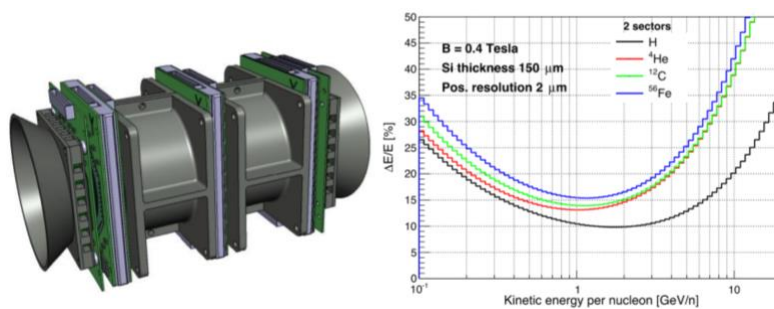 2 sectors
H
⁴He
¹²C
⁵⁶Fe
B = 0.4 Tesla
Si thickness 150 μm
Pos. resolution 2 μm
ΔE/E [%]
50
45
40
35
30
25
20
15
10
5
0
10⁻¹
1
10
Kinetic energy per nucleon [GeV/n]